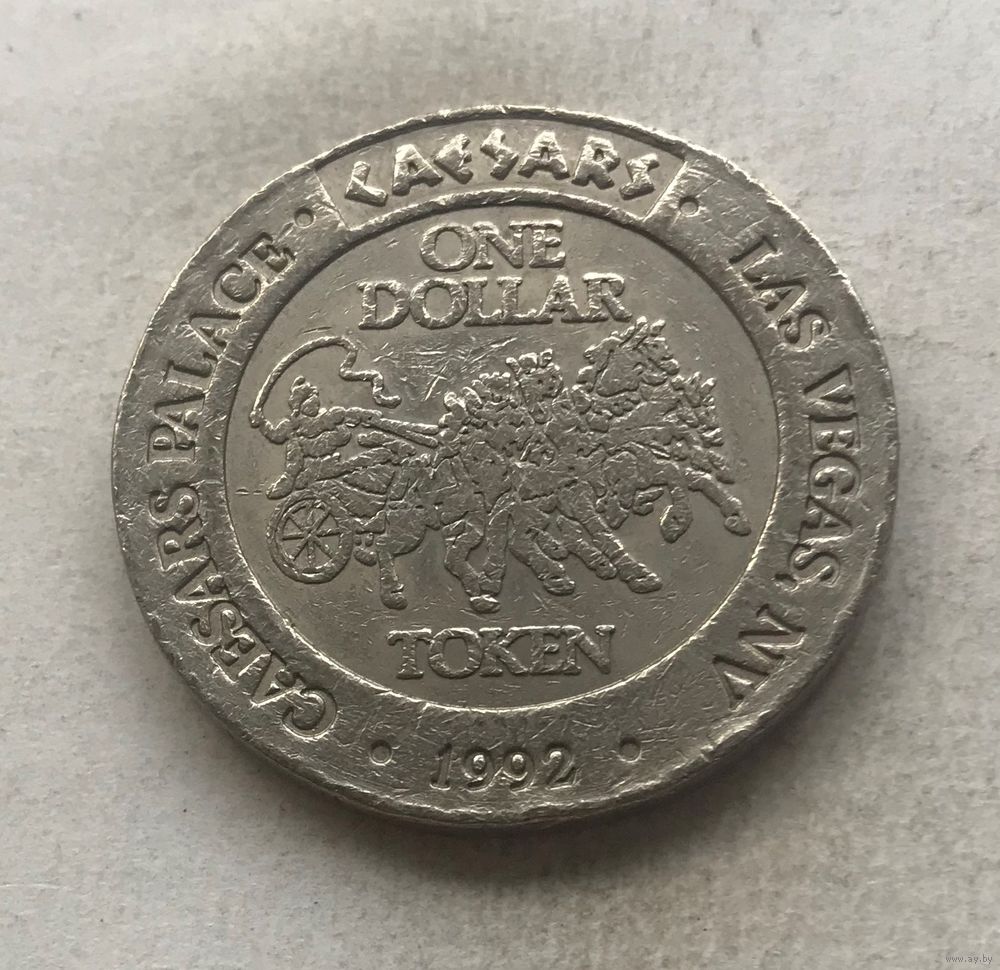 CAESARS
ONE
DOLLAR
TOKEN
CAESARS PALACE • • LAS VEGAS, NV
• 1992 •
www.ay.by